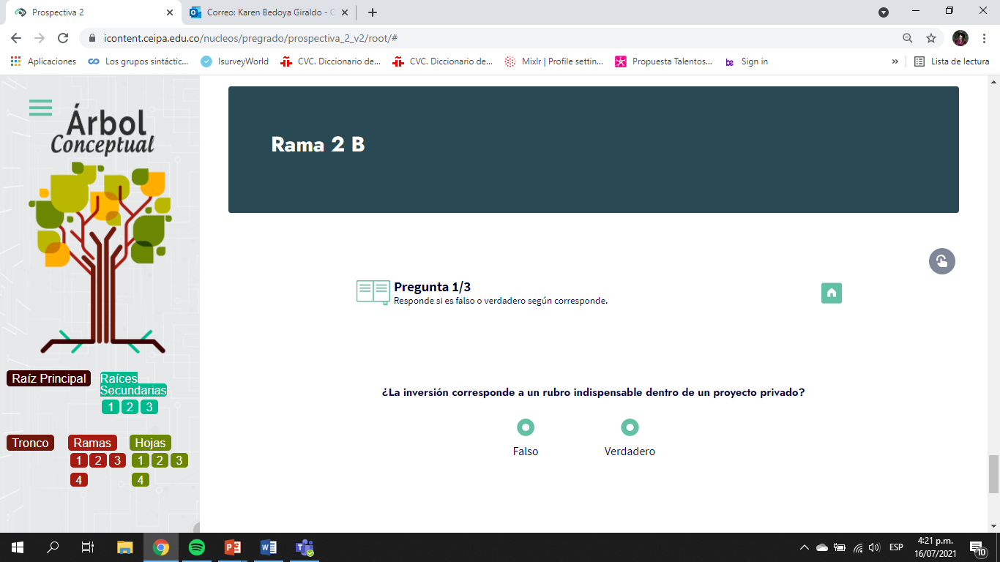 Prospectiva 2
Correo: Karen Bedoya Giraldo - C
icontent.ceipa.edu.co/nucleos/pregrado/prospectiva_2_v2/root/#
Aplicaciones
Los grupos sintáctic...
IsurveyWorld
CVC. Diccionario de...
CVC. Diccionario de...
Mixlr | Profile settin...
Propuesta Talentos...
be
Sign in
»
Lista de lectura
Árbol
Conceptual
Raíz Principal
Raíces
Secundarias
1 2 3
Tronco
Ramas
1 2 3
4
Hojas
1 2 3
4
Rama 2 B
Pregunta 1/3
Responde si es falso o verdadero según corresponde.
¿La inversión corresponde a un rubro indispensable dentro de un proyecto privado?
Falso
Verdadero
ESP
4:21 p.m.
16/07/2021
10